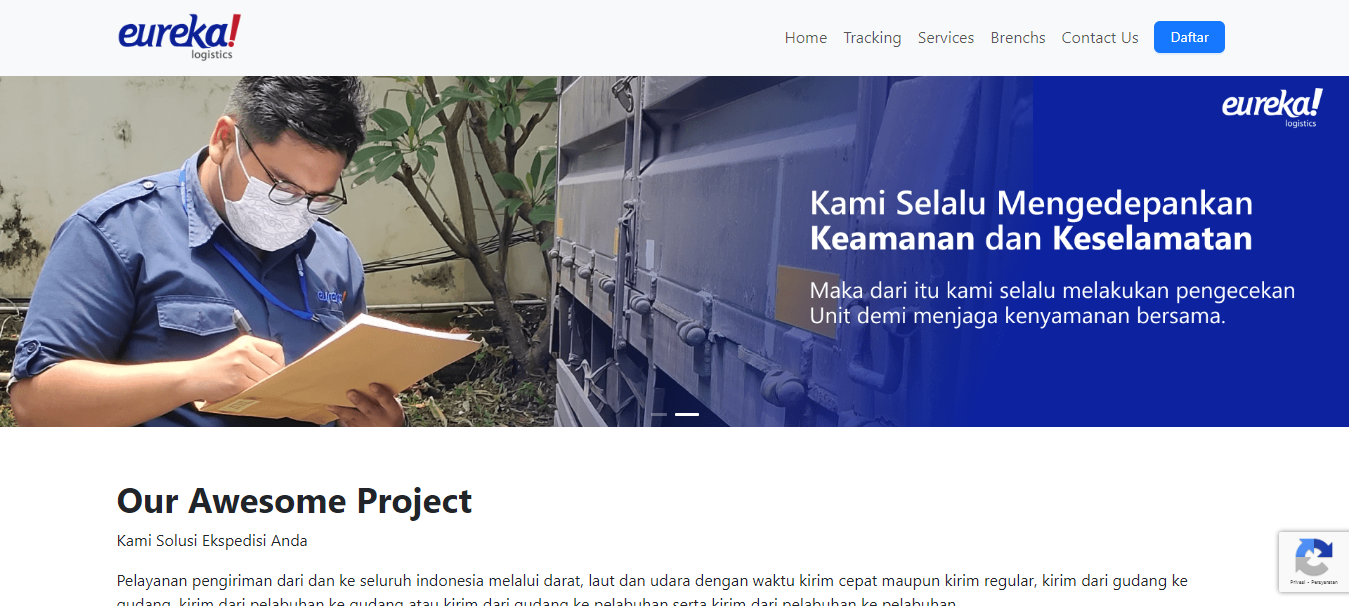 eureka!
logistics
Home Tracking Services Brenchs Contact Us Daftar
eureka!
logistics
Kami Selalu Mengedepankan
Keamanan dan Keselamatan
Maka dari itu kami selalu melakukan pengecekan
Unit demi menjaga kenyamanan bersama.
eureka!
Our Awesome Project
Kami Solusi Ekspedisi Anda
Pelayanan pengiriman dari dan ke seluruh indonesia melalui darat, laut dan udara dengan waktu kirim cepat maupun kirim regular, kirim dari gudang ke
gudang, kirim dari pelabuhan ke gudang atau kirim dari gudang ke pelabuhan serta kirim dari pelabuhan ke pelabuhan.
Privasi - Persyaratan